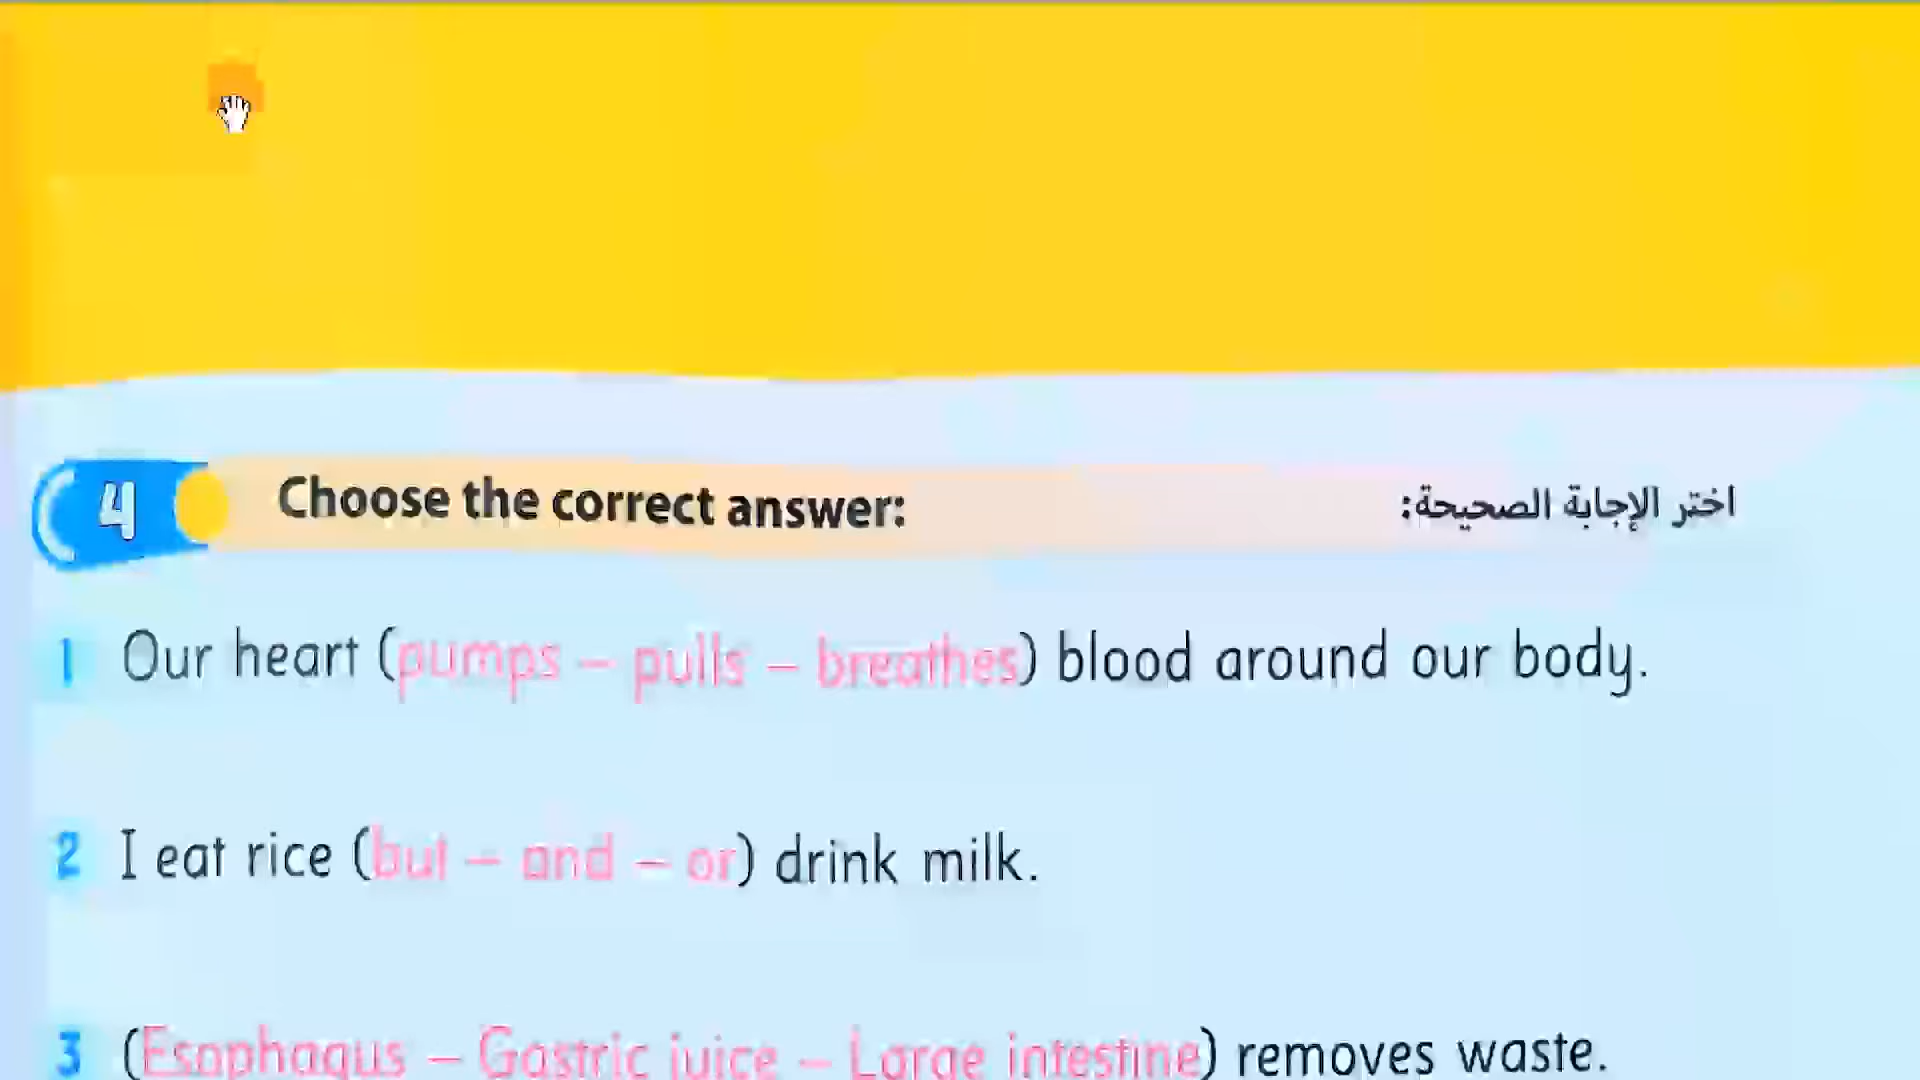 4 Choose the correct answer: اختر الإجابة الصحيحة:
1 Our heart (pumps – pulls – breathes) blood around our body.
2 I eat rice (but – and – or) drink milk.
3 (Esophagus – Gastric juice – Large intestine) removes waste.